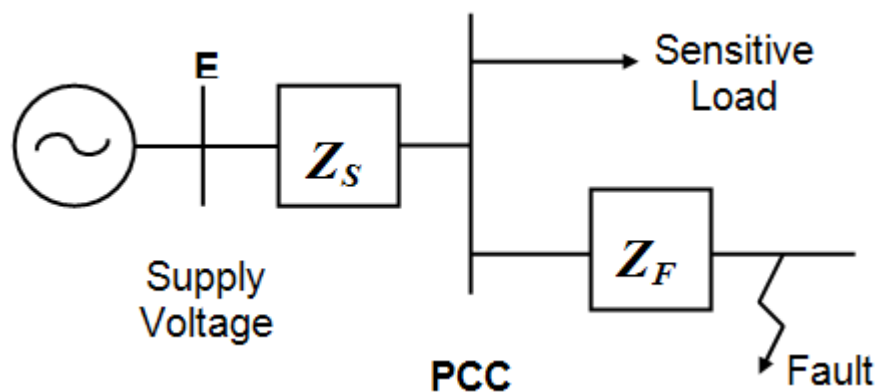 E
Z_S
Sensitive
Load
Z_F
Supply
Voltage
PCC
Fault